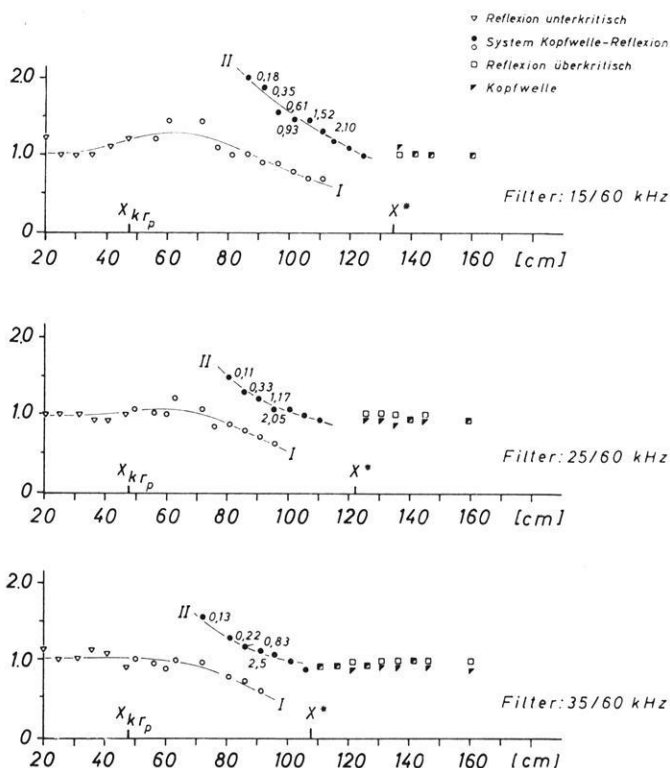 Reflexion unterkritisch
System Kopfwelle-Reflexion
Reflexion überkritisch
Kopfwelle
II
2.0
0,18
0,35
0,61
1,52
0,93
2,10
1.0
I
X kr p
X*
Filter: 15/60 kHz
0
20 40 60 80 100 120 140 160 [cm]
2.0
II
0,11
0,33
1,17
2,05
1.0
I
X kr p
X*
Filter: 25/60 kHz
0
20 40 60 80 100 120 140 160 [cm]
2.0
II
0,13
0,22
0,83
2,5
1.0
I
X kr p
X*
Filter: 35/60 kHz
0
20 40 60 80 100 120 140 160 [cm]